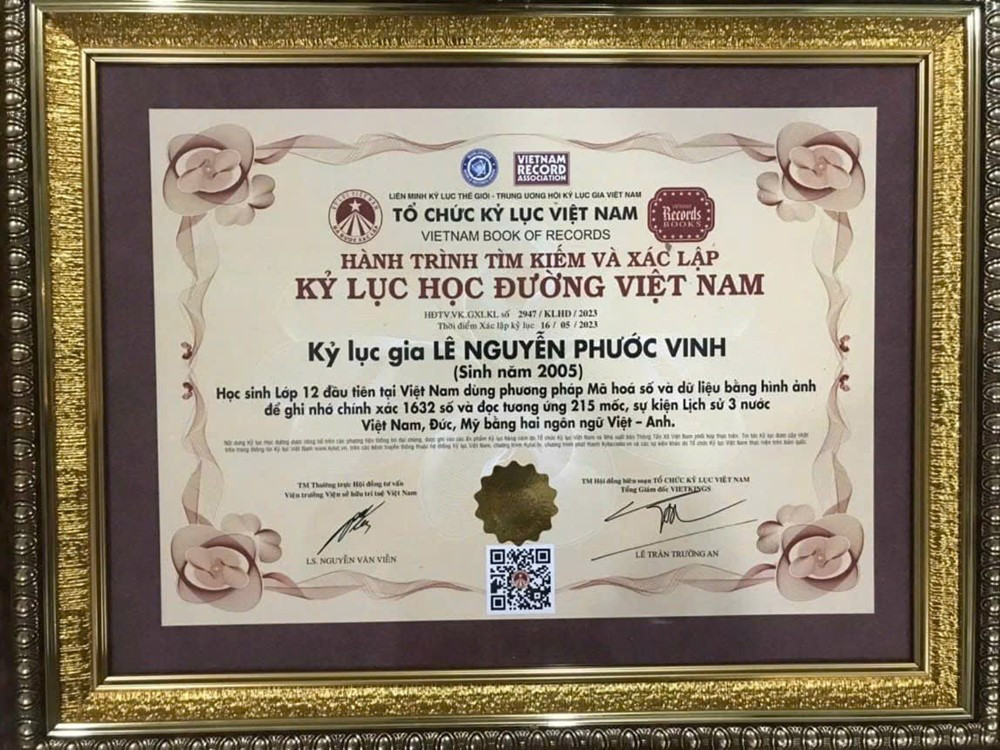 VIETNAM
RECORD
ASSOCIATION
LIÊN MINH KỶ LỤC THẾ GIỚI - TRUNG ƯƠNG HỘI KỶ LỤC GIA VIỆT NAM
TỔ CHỨC KỶ LỤC VIỆT NAM
VIETNAM BOOK OF RECORDS
Records
BOOKS
HÀNH TRÌNH TÌM KIẾM VÀ XÁC LẬP
KỶ LỤC HỌC ĐƯỜNG VIỆT NAM
HĐTV.VK.GXLKL số 2947 / KLHD / 2023
Thời điểm Xác lập kỷ lục 16 / 05 / 2023
Kỷ lục gia LÊ NGUYỄN PHƯỚC VINH
(Sinh năm 2005)
Học sinh Lớp 12 đầu tiên tại Việt Nam dùng phương pháp Mã hoá số và dữ liệu bằng hình ảnh
để ghi nhớ chính xác 1632 số và đọc tương ứng 215 mốc, sự kiện Lịch sử 3 nước
Việt Nam, Đức, Mỹ bằng hai ngôn ngữ Việt – Anh.
TM Thường trực Hội đồng tư vấn
Viện trưởng Viện sở hữu trí tuệ Việt Nam
LS. NGUYỄN VĂN VIỄN
TM Hội đồng biên soạn TỔ CHỨC KỶ LỤC VIỆT NAM
Tổng Giám đốc VIETKINGS
LÊ TRẦN TRƯỜNG AN